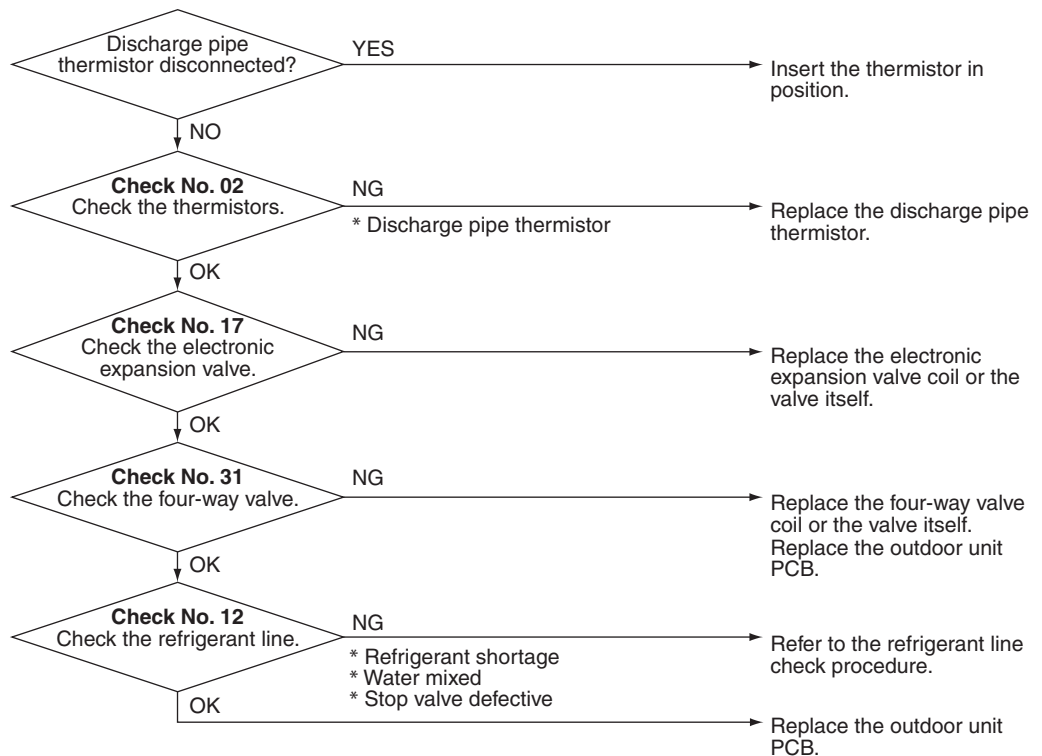 Discharge pipe
thermistor disconnected?
YES
Insert the thermistor in
position.
NO
Check No. 02
Check the thermistors.
NG
* Discharge pipe thermistor
Replace the discharge pipe
thermistor.
OK
Check No. 17
Check the electronic
expansion valve.
NG
Replace the electronic
expansion valve coil or the
valve itself.
OK
Check No. 31
Check the four-way valve.
NG
Replace the four-way valve
coil or the valve itself.
Replace the outdoor unit
PCB.
OK
Check No. 12
Check the refrigerant line.
NG
* Refrigerant shortage
* Water mixed
* Stop valve defective
Refer to the refrigerant line
check procedure.
OK
Replace the outdoor unit
PCB.